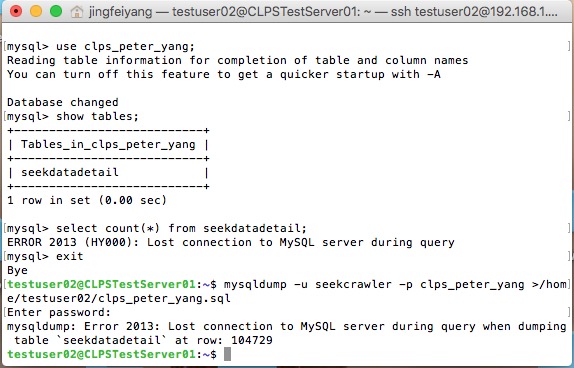 jingfeiyang — testuser02@CLPSTestServer01: ~ — ssh testuser02@192.168.1....
mysql> use clps_peter_yang;
Reading table information for completion of table and column names
You can turn off this feature to get a quicker startup with -A
Database changed
mysql> show tables;
+---------------------------+
| Tables_in_clps_peter_yang |
+---------------------------+
| seekdatadetail            |
+---------------------------+
1 row in set (0.00 sec)
mysql> select count(*) from seekdatadetail;
ERROR 2013 (HY000): Lost connection to MySQL server during query
mysql> exit
Bye
testuser02@CLPSTestServer01:~$ mysqldump -u seekcrawler -p clps_peter_yang >/hom
e/testuser02/clps_peter_yang.sql
Enter password:
mysqldump: Error 2013: Lost connection to MySQL server during query when dumping
 table `seekdatadetail` at row: 104729
testuser02@CLPSTestServer01:~$